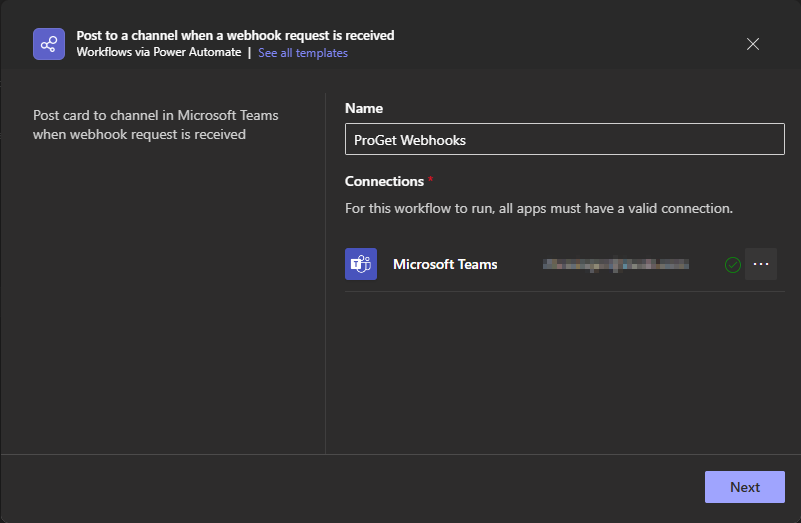 Post to a channel when a webhook request is received
Workflows via Power Automate | See all templates
Post card to channel in Microsoft Teams
when webhook request is received
Name
ProGet Webhooks
Connections *
For this workflow to run, all apps must have a valid connection.
Microsoft Teams
Next